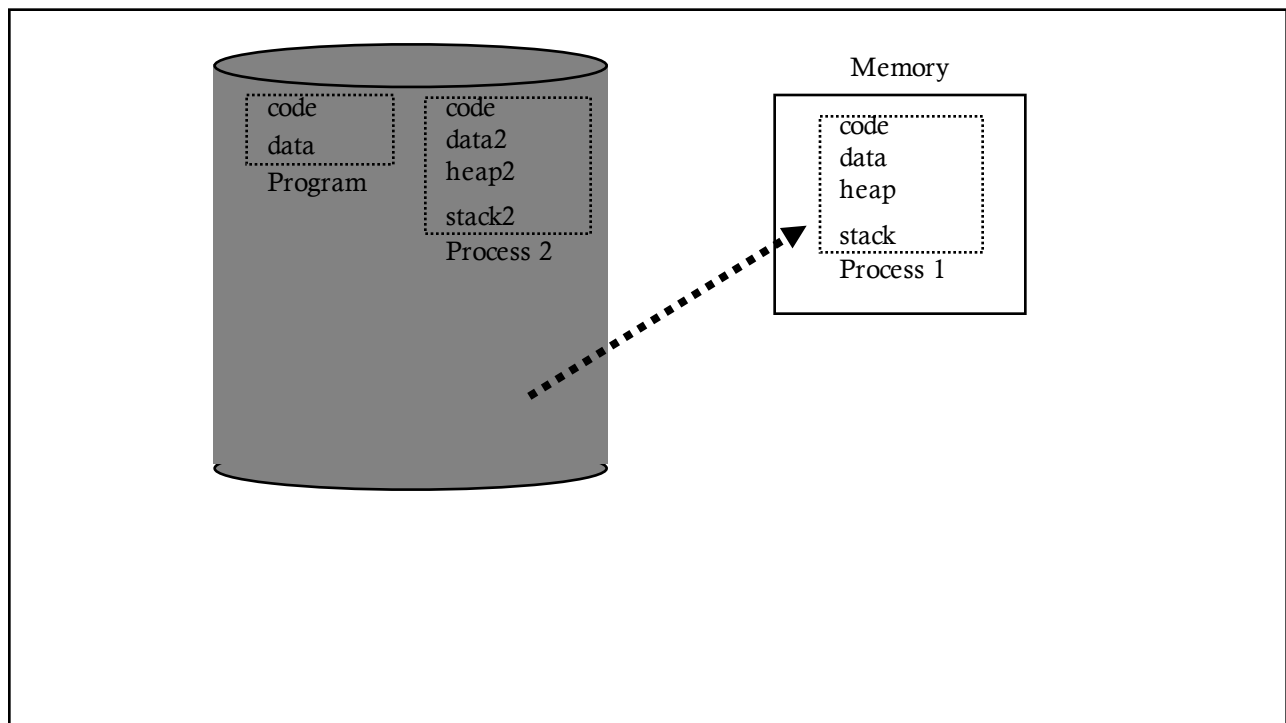 code
data
Program
code
data2
heap2
stack2
Process 2
Memory
code
data
heap
stack
Process 1